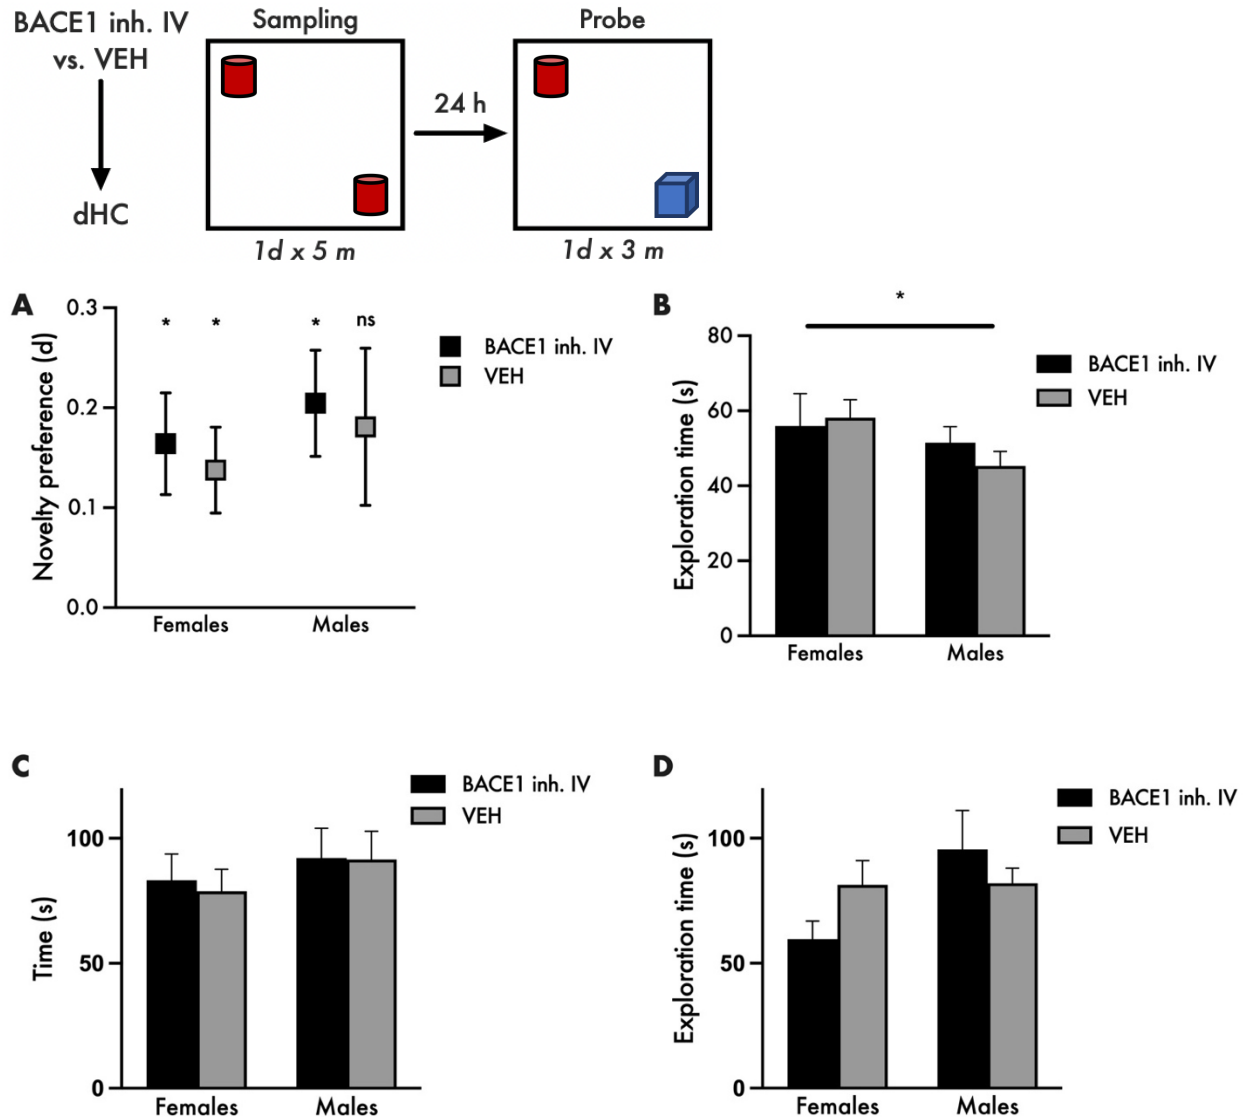 BACE1 inh. IV
vs. VEH
dHC
Sampling
1d x 5 m
24 h
Probe
1d x 3 m
A
Novelty preference (d)
0.3
0.2
0.1
0.0
* * * ns
Females Males
BACE1 inh. IV
VEH
B
Exploration time (s)
80
60
40
20
0
*
Females Males
BACE1 inh. IV
VEH
C
Time (s)
100
50
0
Females Males
BACE1 inh. IV
VEH
D
Exploration time (s)
100
50
0
Females Males
BACE1 inh. IV
VEH